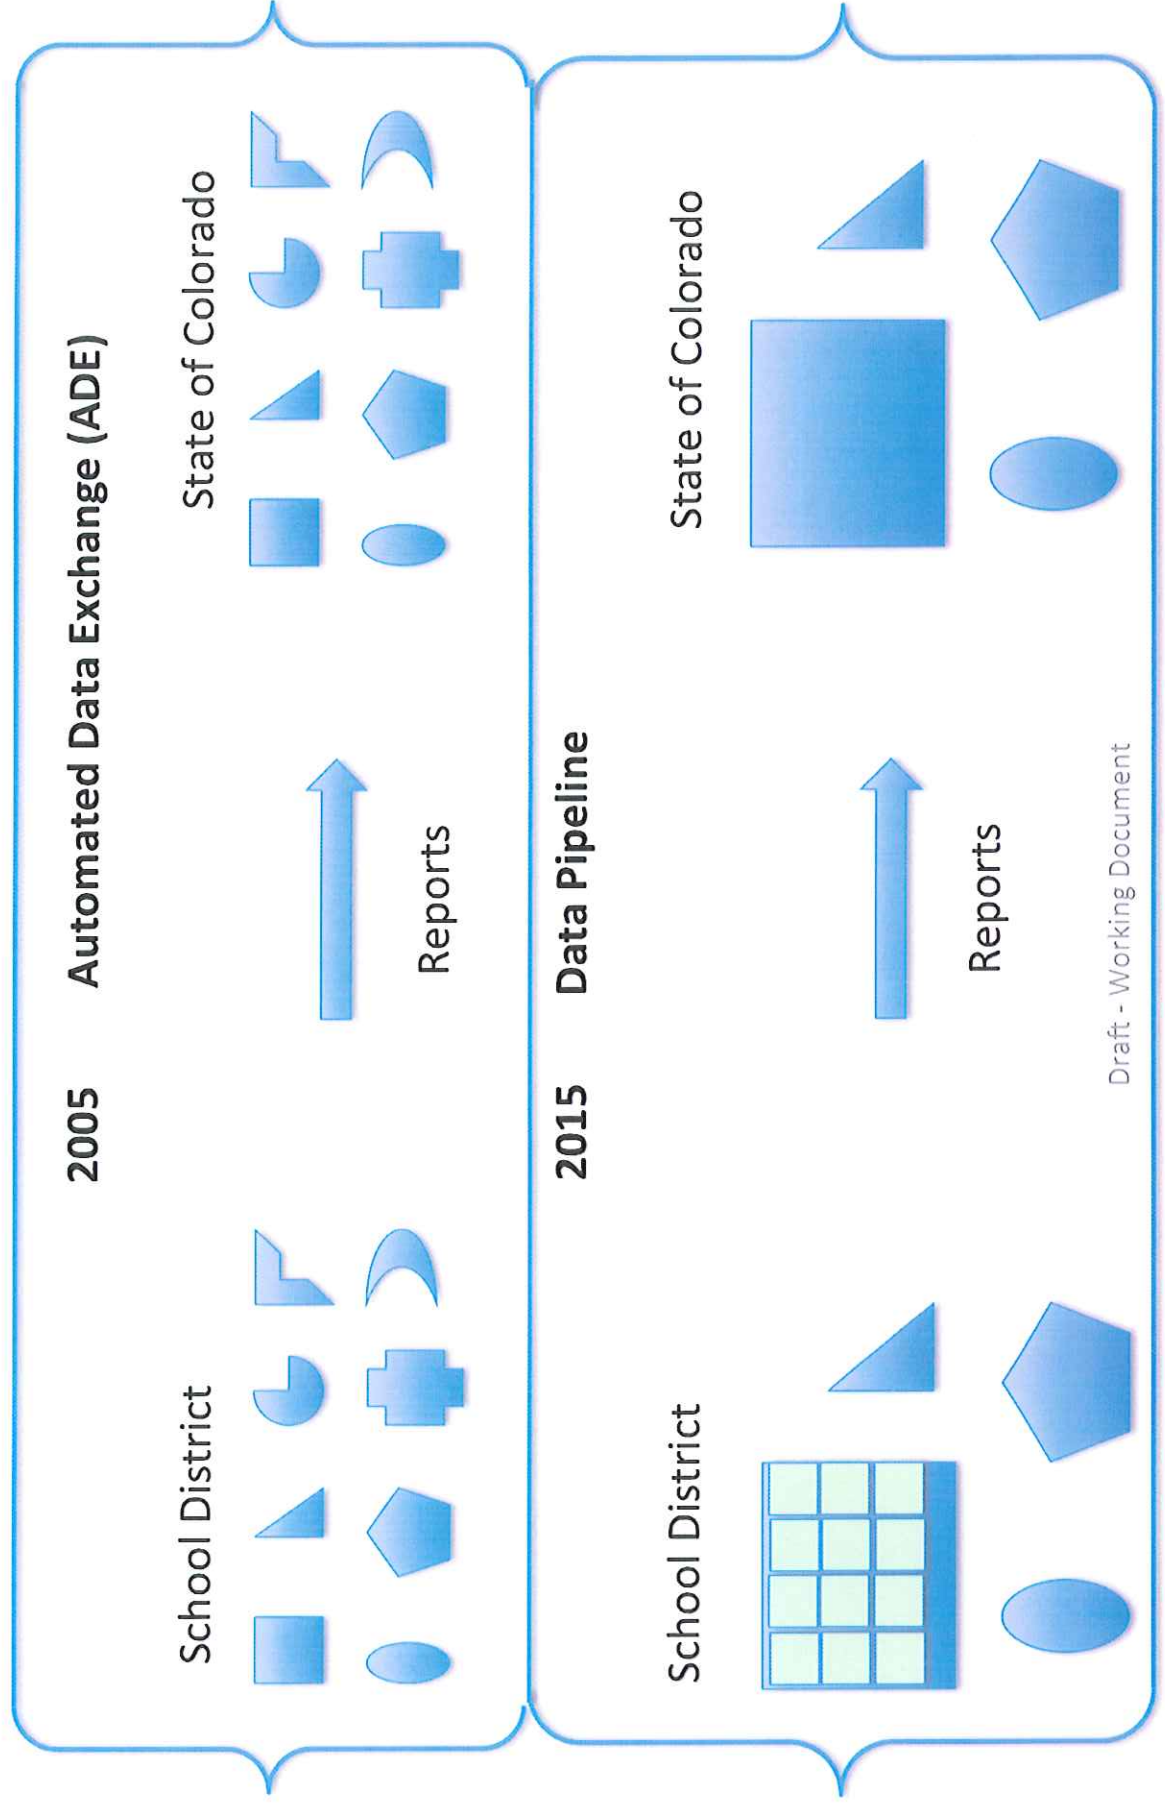 2005 Automated Data Exchange (ADE)
School District
State of Colorado
Reports
2015 Data Pipeline
School District
State of Colorado
Reports
Draft - Working Document